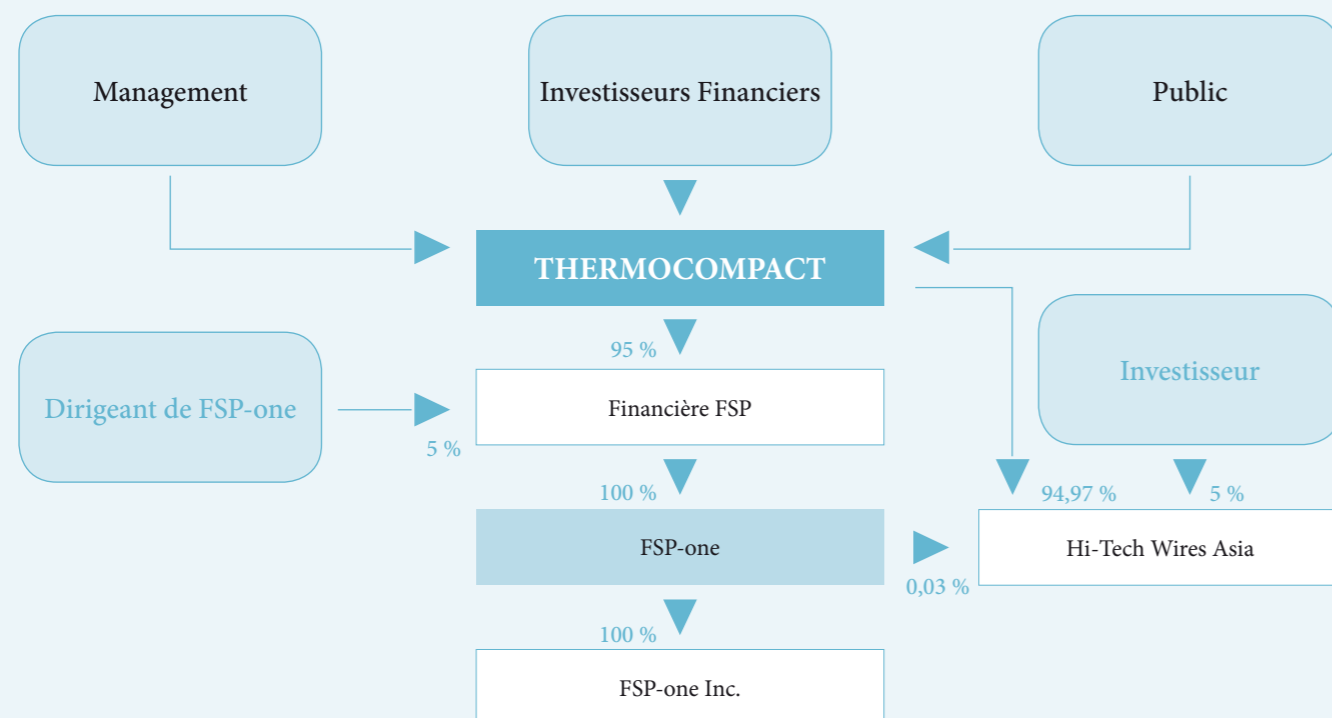 Management
Investisseurs Financiers
Public
THERMOCOMPACT
95 %
Investisseur
Dirigeant de FSP-one
Financière FSP
5 %
100 %
94,97 %
5 %
FSP-one
Hi-Tech Wires Asia
0,03 %
100 %
FSP-one Inc.